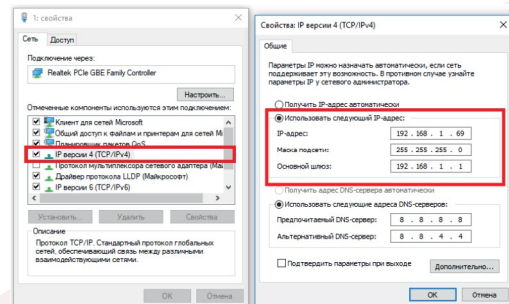 1: свойства
Сеть
Доступ
Подключение через:
Realtek PCIe GBE Family Controller
Настроить...
Отмеченные компоненты используются этим подключением:
Клиент для сетей Microsoft
Общий доступ к файлам и принтерам для сетей Mi
Планировщик пакетов QoS
IP версии 4 (TCP/IPv4)
Протокол мультиплексора сетевого адаптера (Ma
Драйвер протокола LLDP (Майкрософт)
IP версии 6 (TCP/IPv6)
Установить...
Удалить
Свойства
Описание
Протокол TCP/IP. Стандартный протокол глобальных
сетей, обеспечивающий связь между различными
взаимодействующими сетями.
ОК
Отмена
Свойства: IP версии 4 (TCP/IPv4)
Общие
Параметры IP можно назначать автоматически, если сеть
поддерживает эту возможность. В противном случае узнайте
параметры IP у сетевого администратора.
Получить IP-адрес автоматически
Использовать следующий IP-адрес:
IP-адрес: 192 . 168 . 1 . 69
Маска подсети: 255 . 255 . 255 . 0
Основной шлюз: 192 . 168 . 1 . 1
Получить адрес DNS-сервера автоматически
Использовать следующие адреса DNS-серверов:
Предпочитаемый DNS-сервер: 8 . 8 . 8 . 8
Альтернативный DNS-сервер: 8 . 8 . 4 . 4
Подтвердить параметры при выходе
Дополнительно...
ОК
Отмена